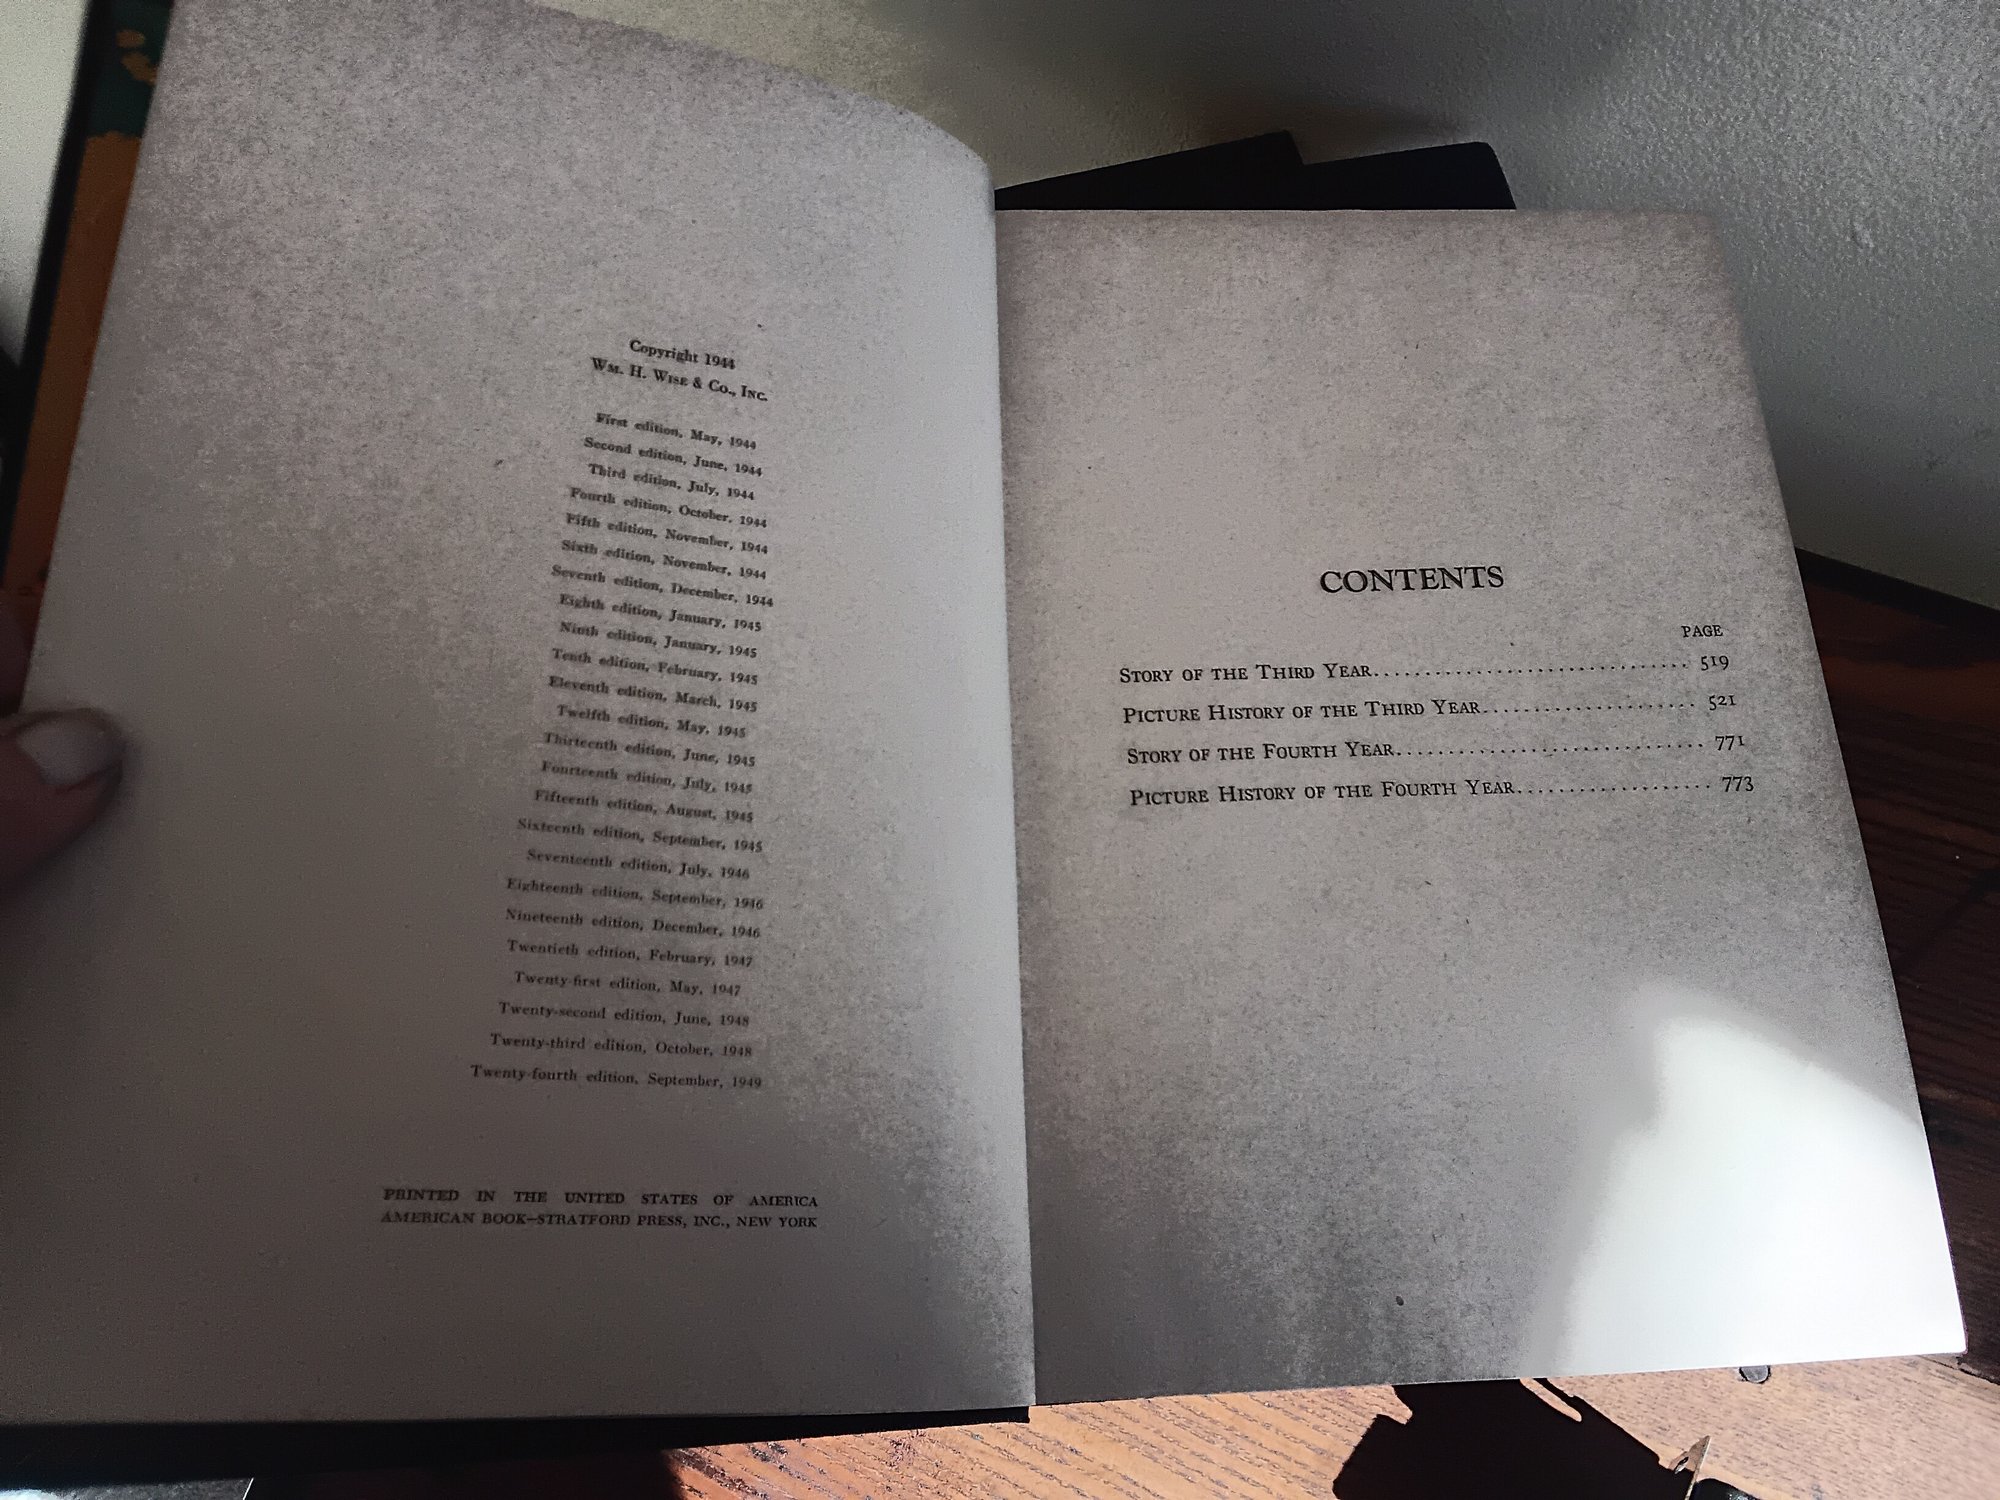 Copyright 1944
Wm. H. Wise & Co., Inc.
First edition, May, 1944
Second edition, June, 1944
Third edition, July, 1944
Fourth edition, October, 1944
Fifth edition, November, 1944
Sixth edition, November, 1944
Seventh edition, December, 1944
Eighth edition, January, 1945
Ninth edition, January, 1945
Tenth edition, February, 1945
Eleventh edition, March, 1945
Twelfth edition, May, 1945
Thirteenth edition, June, 1945
Fourteenth edition, July, 1945
Fifteenth edition, August, 1945
Sixteenth edition, September, 1945
Seventeenth edition, July, 1946
Eighteenth edition, September, 1946
Nineteenth edition, December, 1946
Twentieth edition, February, 1947
Twenty-first edition, May, 1947
Twenty-second edition, June, 1948
Twenty-third edition, October, 1948
Twenty-fourth edition, September, 1949
PRINTED IN THE UNITED STATES OF AMERICA
AMERICAN BOOK—STRATFORD PRESS, INC., NEW YORK
CONTENTS
PAGE
Story of the Third Year.............................. 519
Picture History of the Third Year..................... 521
Story of the Fourth Year............................. 771
Picture History of the Fourth Year................... 773